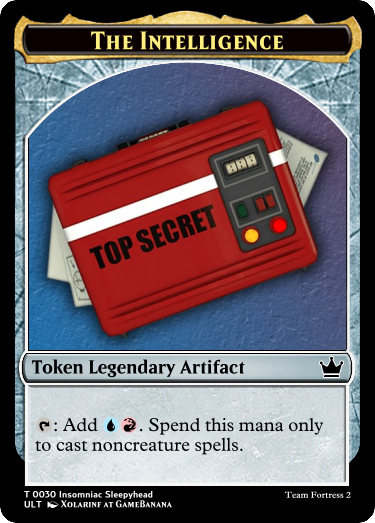 The Intelligence
TOP SECRET
Token Legendary Artifact
: Add . Spend this mana only
to cast noncreature spells.
T 0030 Insomniac Sleepyhead
Team Fortress 2
ULT Xolarinf at GameBanana